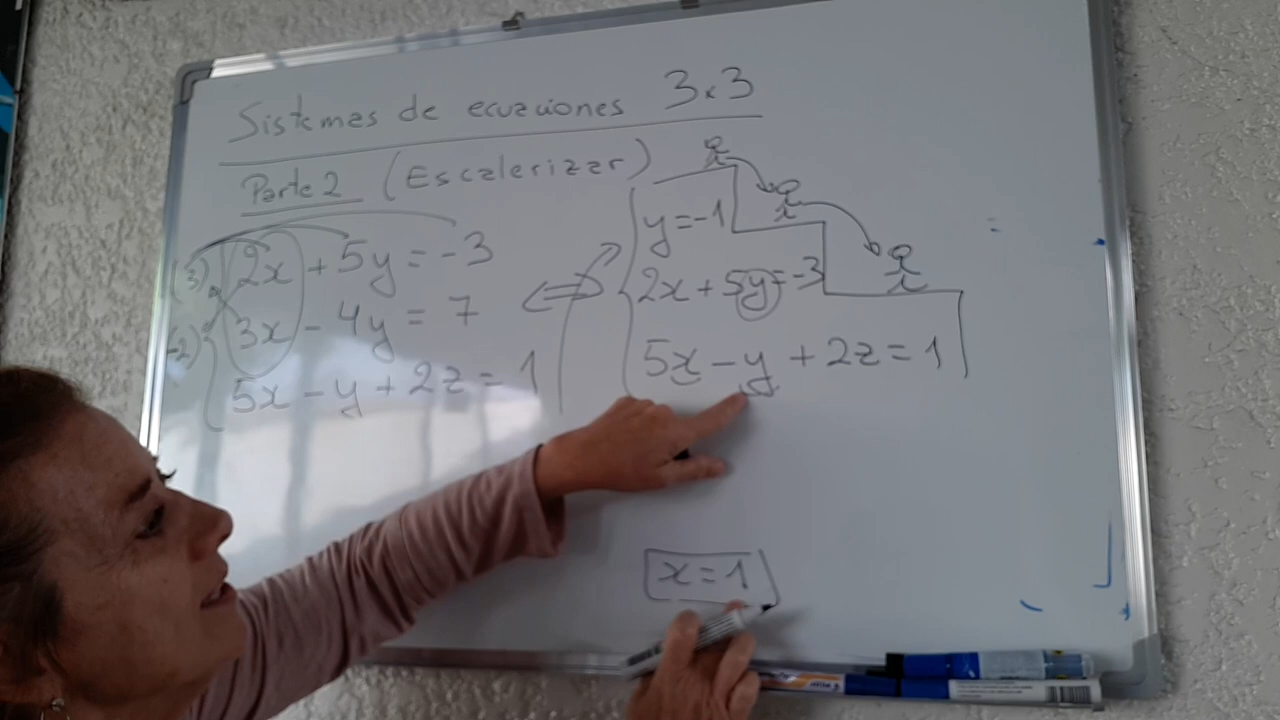 Sistemas de ecuaciones 3x3
Parte 2 (Escalerizar)
(3) 2x + 5y = -3
(-2) 3x - 4y = 7
5x - y + 2z = 1
y = -1
2x + 5y = -3
5x - y + 2z = 1
x = 1